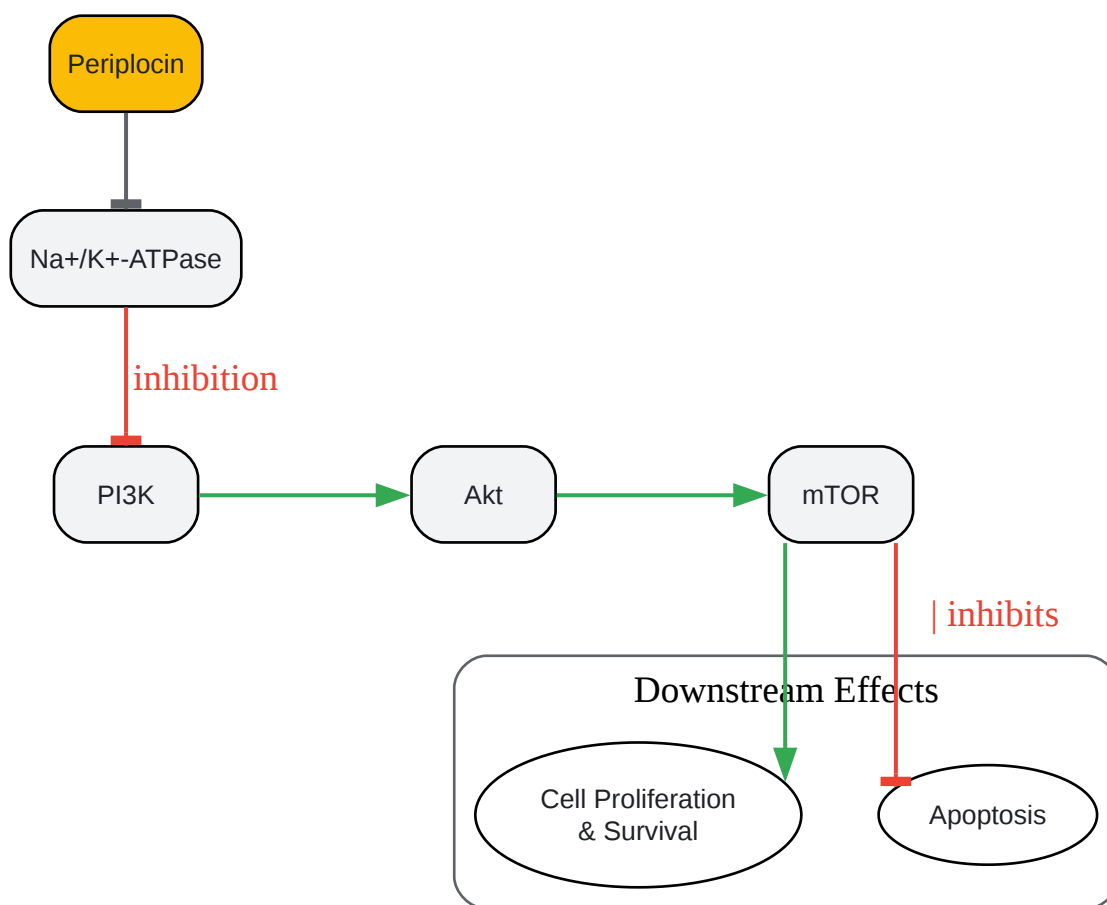 Periplocin
Na+/K+-ATPase
inhibition
PI3K
Akt
mTOR
| inhibits
Downstream Effects
Cell Proliferation
& Survival
Apoptosis